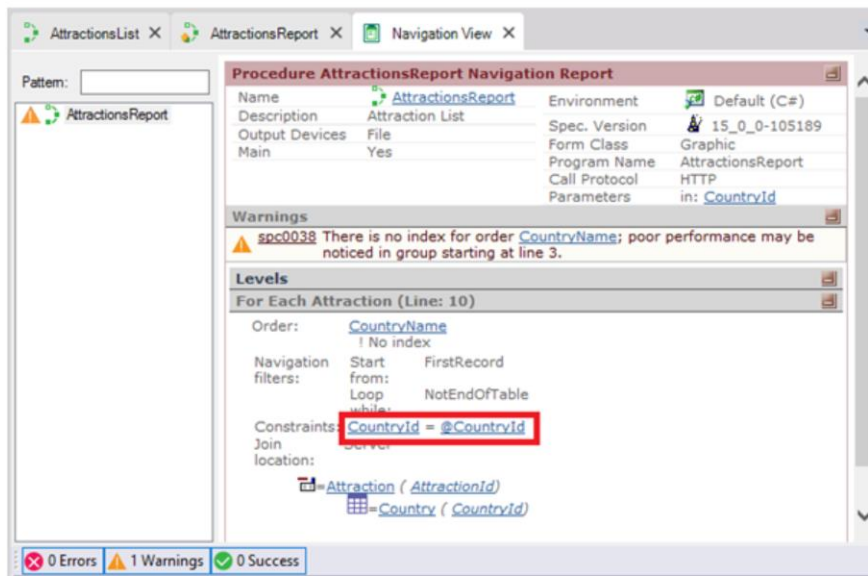 AttractionsList X AttractionsReport X Navigation View X
Pattern:
AttractionsReport
Procedure AttractionsReport Navigation Report
Name AttractionsReport
Description Attraction List
Output Devices File
Main Yes
Environment Default (C#)
Spec. Version 15_0_0-105189
Form Class Graphic
Program Name AttractionsReport
Call Protocol HTTP
Parameters in: CountryId
Warnings
spc0038 There is no index for order CountryName; poor performance may be
noticed in group starting at line 3.
Levels
For Each Attraction (Line: 10)
Order: CountryName
! No index
Navigation Start FirstRecord
filters: from:
Loop NotEndOfTable
while:
Constraints: CountryId = @CountryId
Join Server
location:
=Attraction ( AttractionId)
=Country ( CountryId)
0 Errors 1 Warnings 0 Success